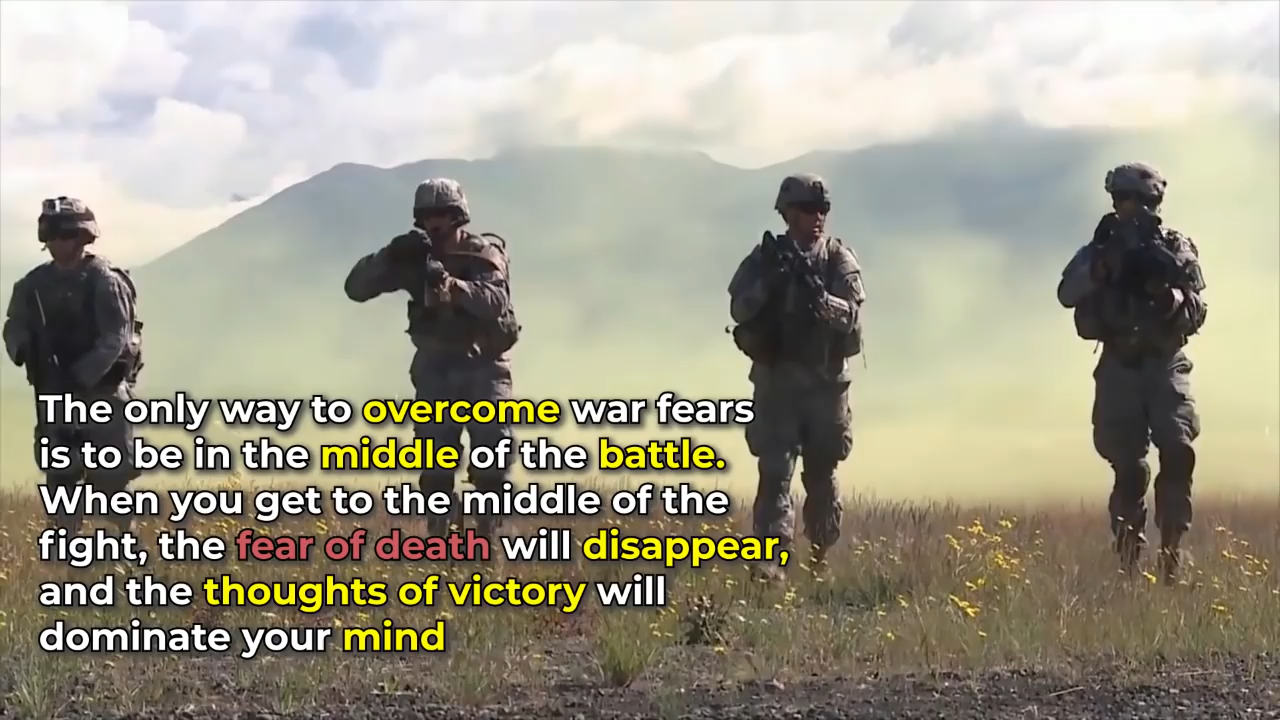 The only way to overcome war fears
is to be in the middle of the battle.
When you get to the middle of the
fight, the fear of death will disappear,
and the thoughts of victory will
dominate your mind